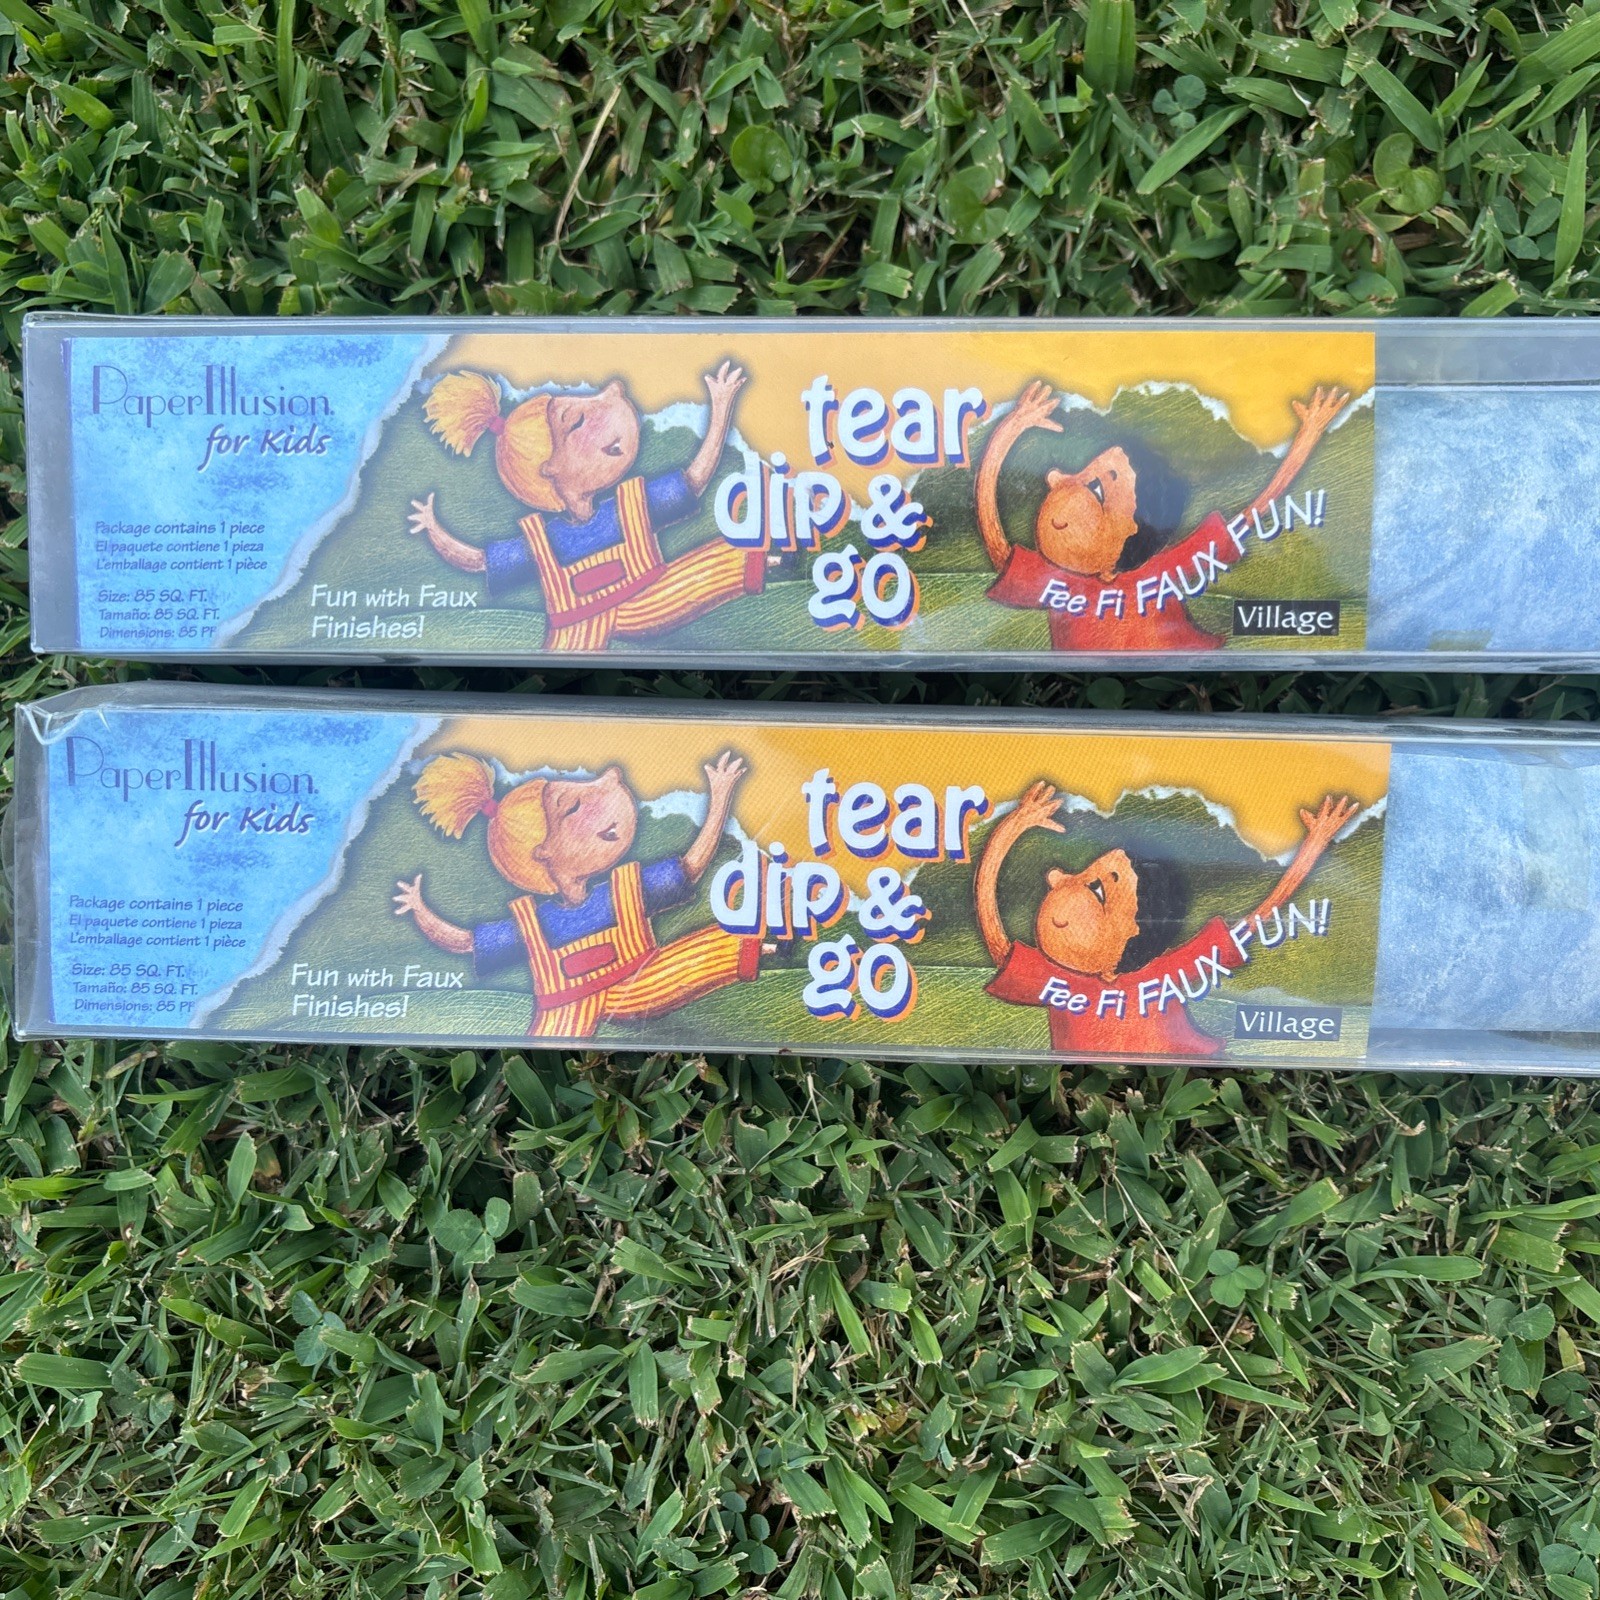 PaperIllusion.
for Kids
Package contains 1 piece
El paquete contiene 1 pieza
L'emballage contient 1 pièce
Size: 85 SQ. FT.
Tamaño: 85 SQ. FT.
Dimensions: 85 PF
Fun with Faux
Finishes!
tear
dip &
go
Fee Fi FAUX FUN!
Village
PaperIllusion.
for Kids
Package contains 1 piece
El paquete contiene 1 pieza
L'emballage contient 1 pièce
Size: 85 SQ. FT.
Tamaño: 85 SQ. FT.
Dimensions: 85 PF
Fun with Faux
Finishes!
tear
dip &
go
Fee Fi FAUX FUN!
Village